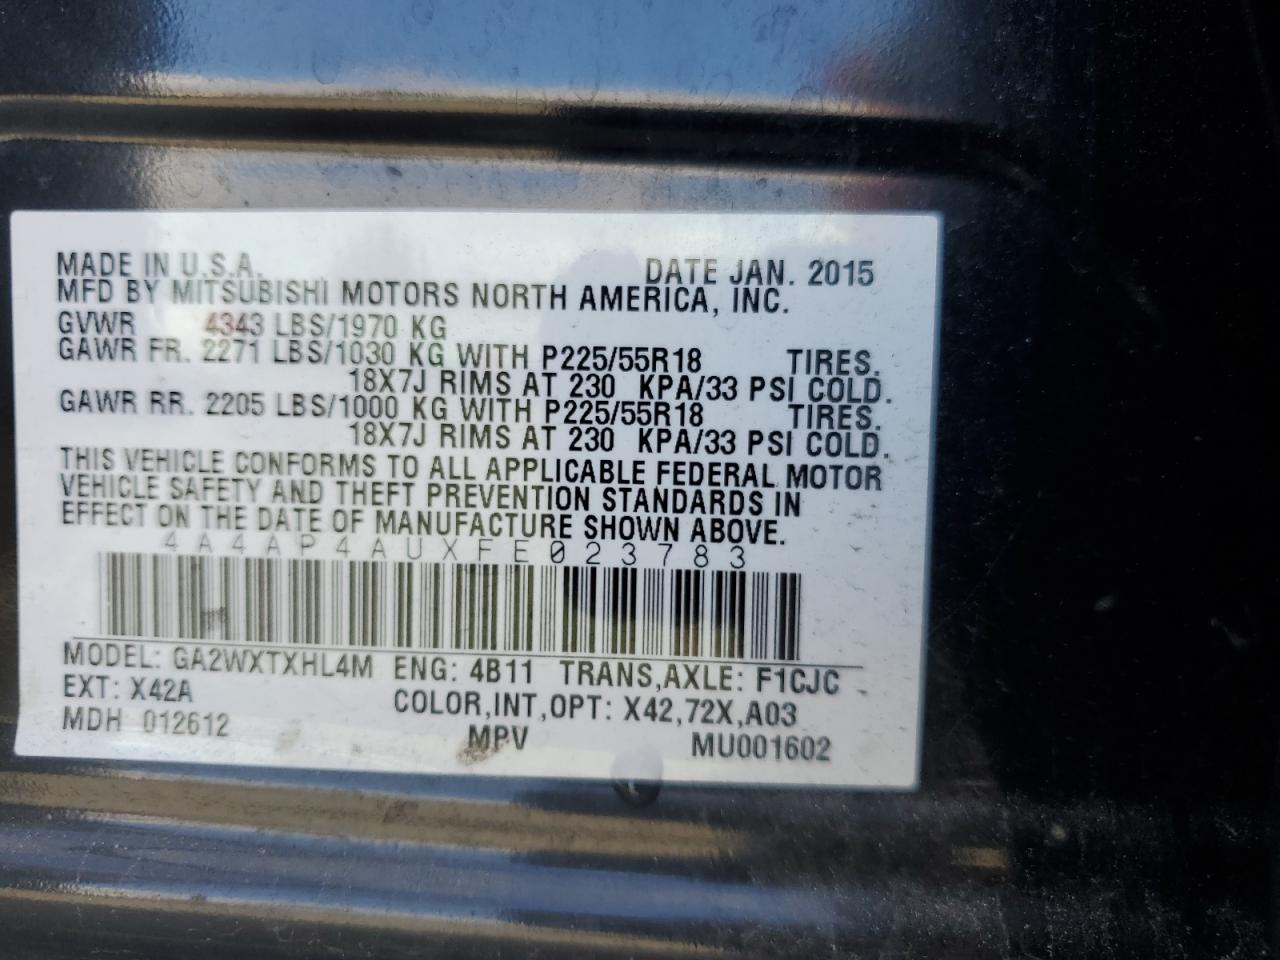 MADE IN U.S.A. DATE JAN. 2015
MFD BY MITSUBISHI MOTORS NORTH AMERICA, INC.
GVWR 4343 LBS/1970 KG
GAWR FR. 2271 LBS/1030 KG WITH P225/55R18 TIRES.
18X7J RIMS AT 230 KPA/33 PSI COLD.
GAWR RR. 2205 LBS/1000 KG WITH P225/55R18 TIRES.
18X7J RIMS AT 230 KPA/33 PSI COLD.
THIS VEHICLE CONFORMS TO ALL APPLICABLE FEDERAL MOTOR
VEHICLE SAFETY AND THEFT PREVENTION STANDARDS IN
EFFECT ON THE DATE OF MANUFACTURE SHOWN ABOVE.
4A4AP4AUXFE023783
MODEL: GA2WXTXHL4M ENG: 4B11 TRANS,AXLE: F1CJC
EXT: X42A COLOR,INT,OPT: X42,72X,A03
MDH 012612 MPV MU001602